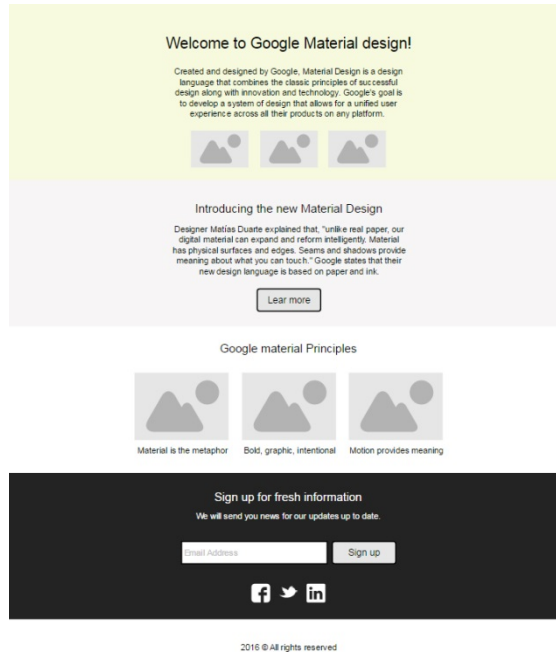 Welcome to Google Material design!
Created and designed by Google, Material Design is a design
language that combines the classic principles of successful
design along with innovation and technology. Google's goal is
to develop a system of design that allows for a unified user
experience across all their products on any platform.
Introducing the new Material Design
Designer Matías Duarte explained that, "unlike real paper, our
digital material can expand and reform intelligently. Material
has physical surfaces and edges. Seams and shadows provide
meaning about what you can touch." Google states that their
new design language is based on paper and ink.
Lear more
Google material Principles
Material is the metaphor Bold, graphic, intentional Motion provides meaning
Sign up for fresh information
We will send you news for our updates up to date.
Email Address Sign up
f in
2016 © All rights reserved